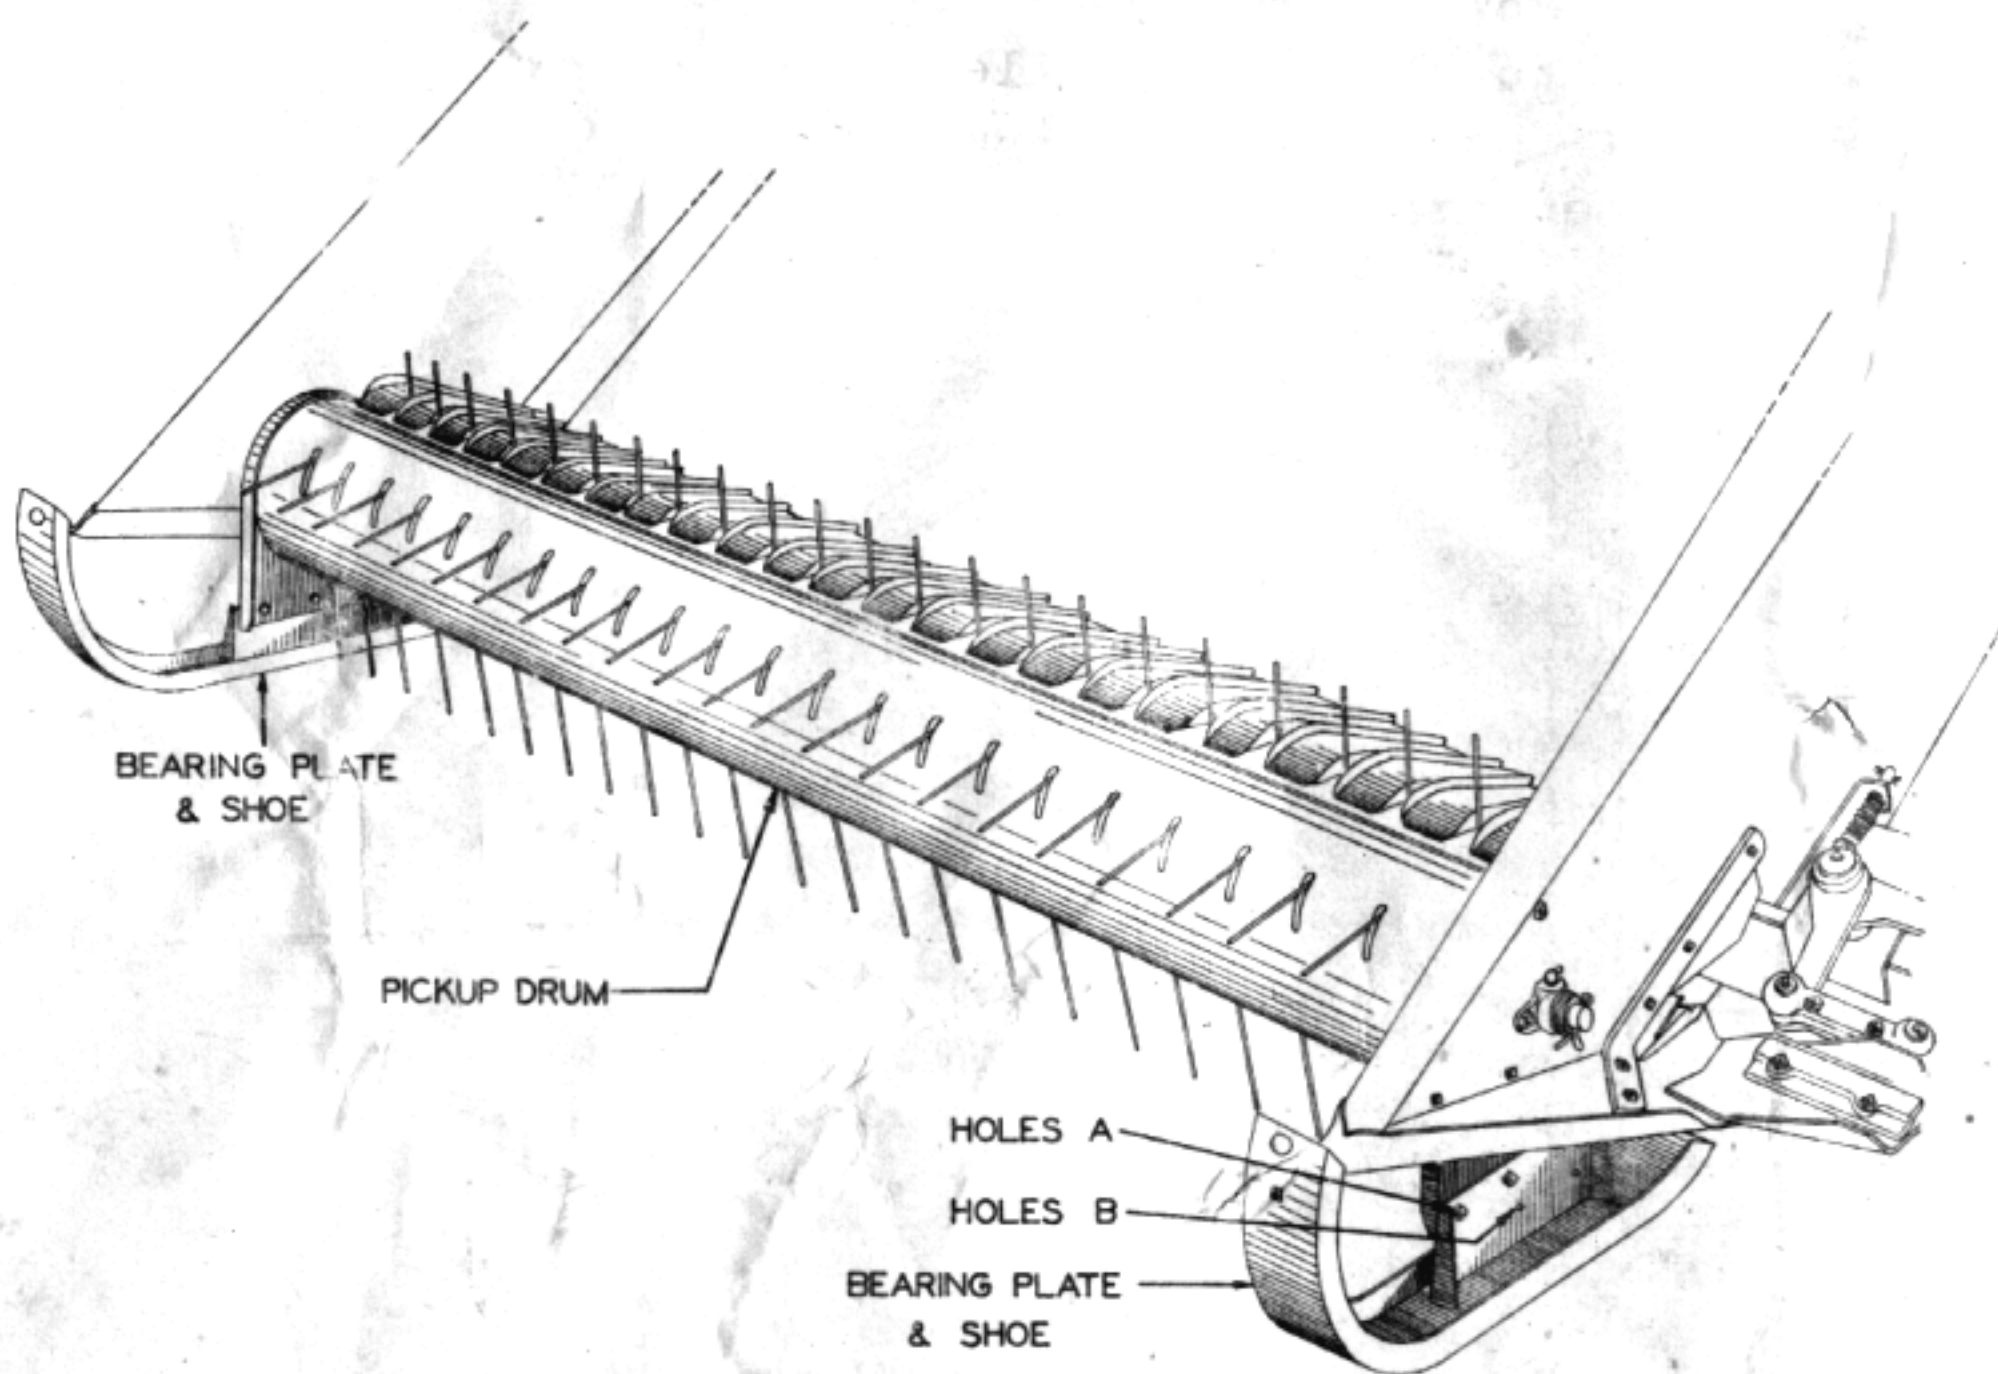 BEARING PLATE
& SHOE
PICKUP DRUM
HOLES A
HOLES B
BEARING PLATE
& SHOE